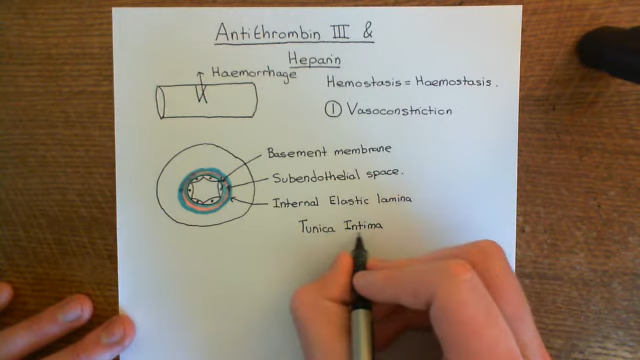 Antithrombin III &
Heparin
Haemorrhage
Hemostasis = Haemostasis.
① Vasoconstriction
Basement membrane
Subendothelial space.
Internal Elastic lamina
Tunica Intima